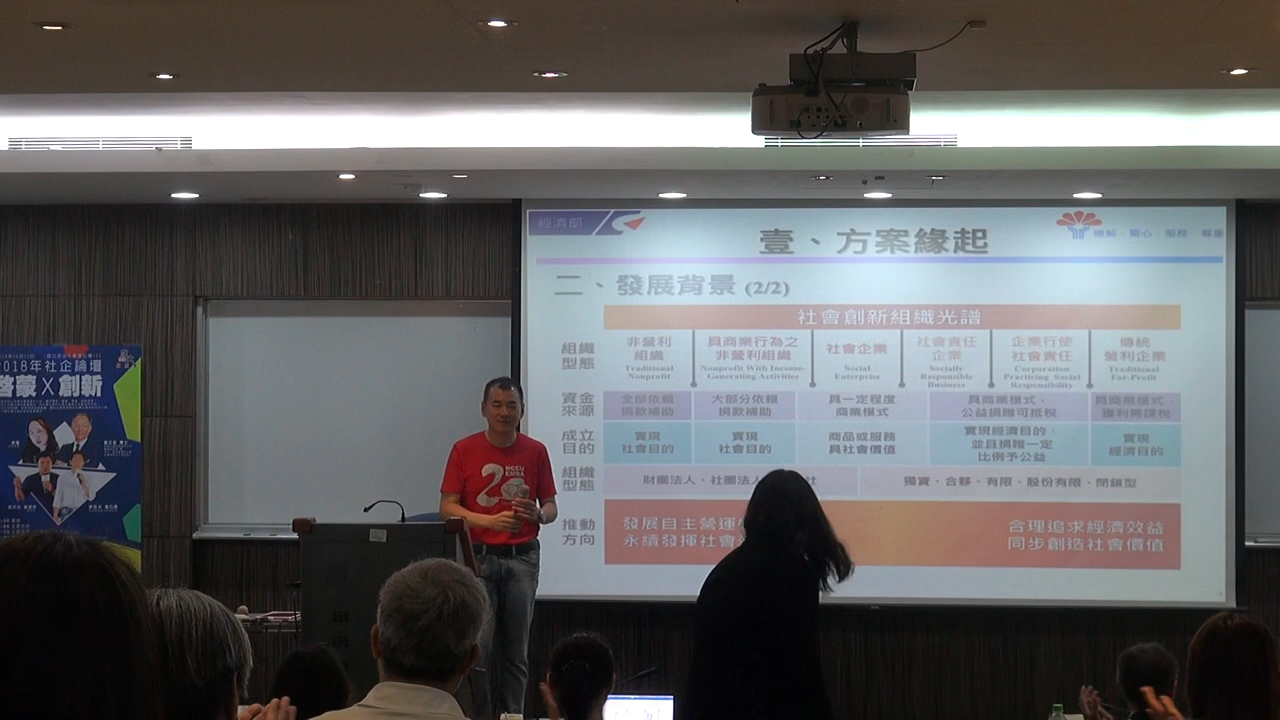 經濟部
壹、方案緣起
二、發展背景 (2/2)
社會創新組織光譜
組織
型態
非營利
組織
Traditional
Nonprofit
具商業行為之
非營利組織
Nonprofit With Income-
Generating Activities
社會企業
Social
Enterprise
社會責任
企業
Socially
Responsible
Business
企業行使
社會責任
Corporation
Practicing Social
Responsibility
傳統
營利企業
Traditional
For-Profit
資金
來源
全部依賴
捐款補助
大部分依賴
捐款補助
具一定程度
商業模式
具商業模式，
公益捐贈可抵稅
具商業模式，
獲利需課稅
成立
目的
實現
社會目的
實現
社會目的
商品或服務
具社會價值
實現經濟目的，
並且捐贈一定
比例予公益
實現
經濟目的
組織
型態
財團法人、社團法人
獨資、合夥、有限、股份有限、閉鎖型
推動
方向
發展自主營運
永續發揮社會
合理追求經濟效益
同步創造社會價值
2018年社企論壇
啓蒙X創新
NCCU
EMBA